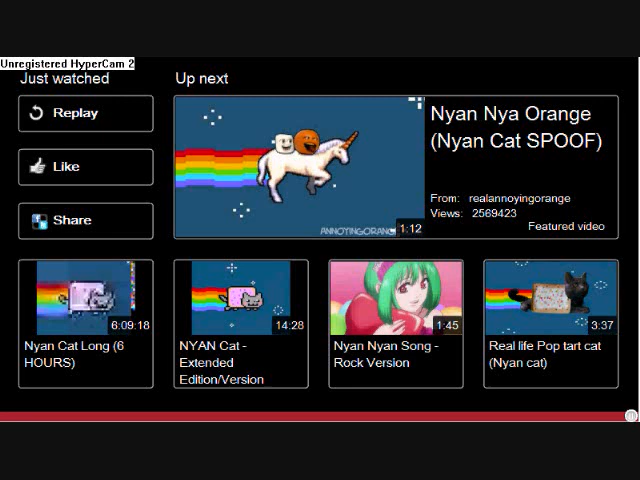 Unregistered HyperCam 2
Just watched
Up next
Replay
Like
Share
Nyan Nya Orange
(Nyan Cat SPOOF)
From: realannoyingorange
Views: 2569423
Featured video
ANNOYINGORANGE
1:12
6:09:18
Nyan Cat Long (6
HOURS)
14:28
NYAN Cat -
Extended
Edition/Version
1:45
Nyan Nyan Song -
Rock Version
3:37
Real life Pop tart cat
(Nyan cat)